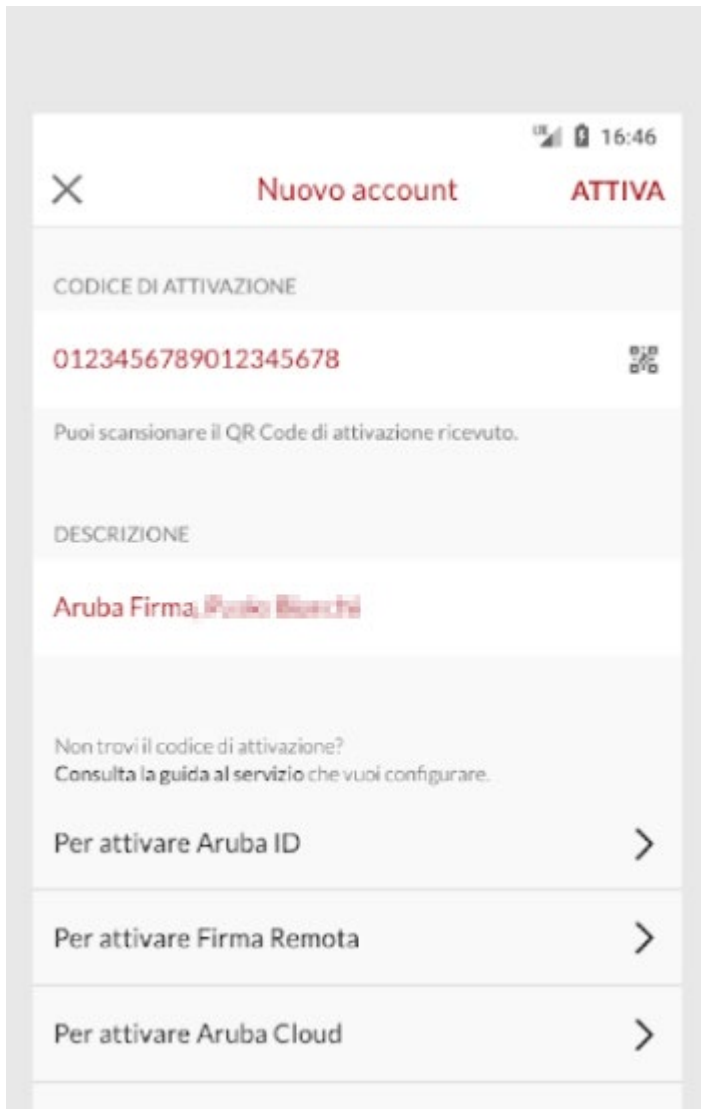 LTE 16:46
Nuovo account ATTIVA
CODICE DI ATTIVAZIONE
0123456789012345678
Puoi scansionare il QR Code di attivazione ricevuto.
DESCRIZIONE
Aruba Firma,
Non trovi il codice di attivazione?
Consulta la guida al servizio che vuoi configurare.
Per attivare Aruba ID
Per attivare Firma Remota
Per attivare Aruba Cloud